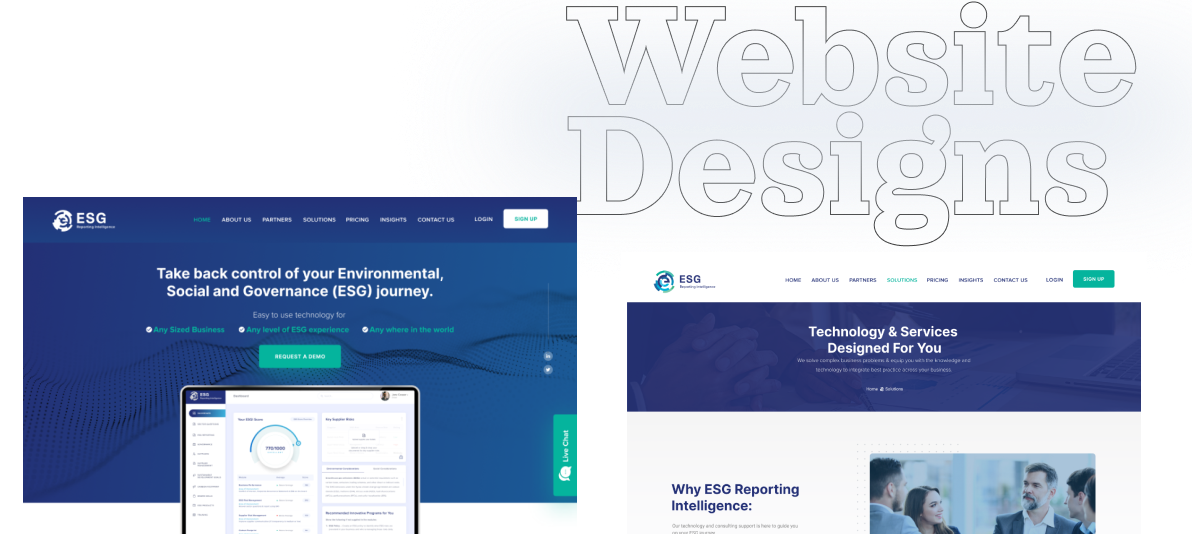 Website
Designs
ESG
Reporting Intelligence
HOME ABOUT US PARTNERS SOLUTIONS PRICING INSIGHTS CONTACT US LOGIN SIGN UP
Take back control of your Environmental,
Social and Governance (ESG) journey.
Easy to use technology for
Any Sized Business Any level of ESG experience Any where in the world
REQUEST A DEMO
Live Chat
ESG
Dashboard
Your ESG Score
Key Supplier Risks
770/1000
Recommended Innovative Programs for You
ESG
Reporting Intelligence
HOME ABOUT US PARTNERS SOLUTIONS PRICING INSIGHTS CONTACT US LOGIN SIGN UP
Technology & Services
Designed For You
We solve complex business problems & equip you with the knowledge and
technology to integrate best practice across your business.
Home Solutions
Why ESG Reporting
Intelligence:
Our technology and consulting support is here to guide you
on your ESG journey